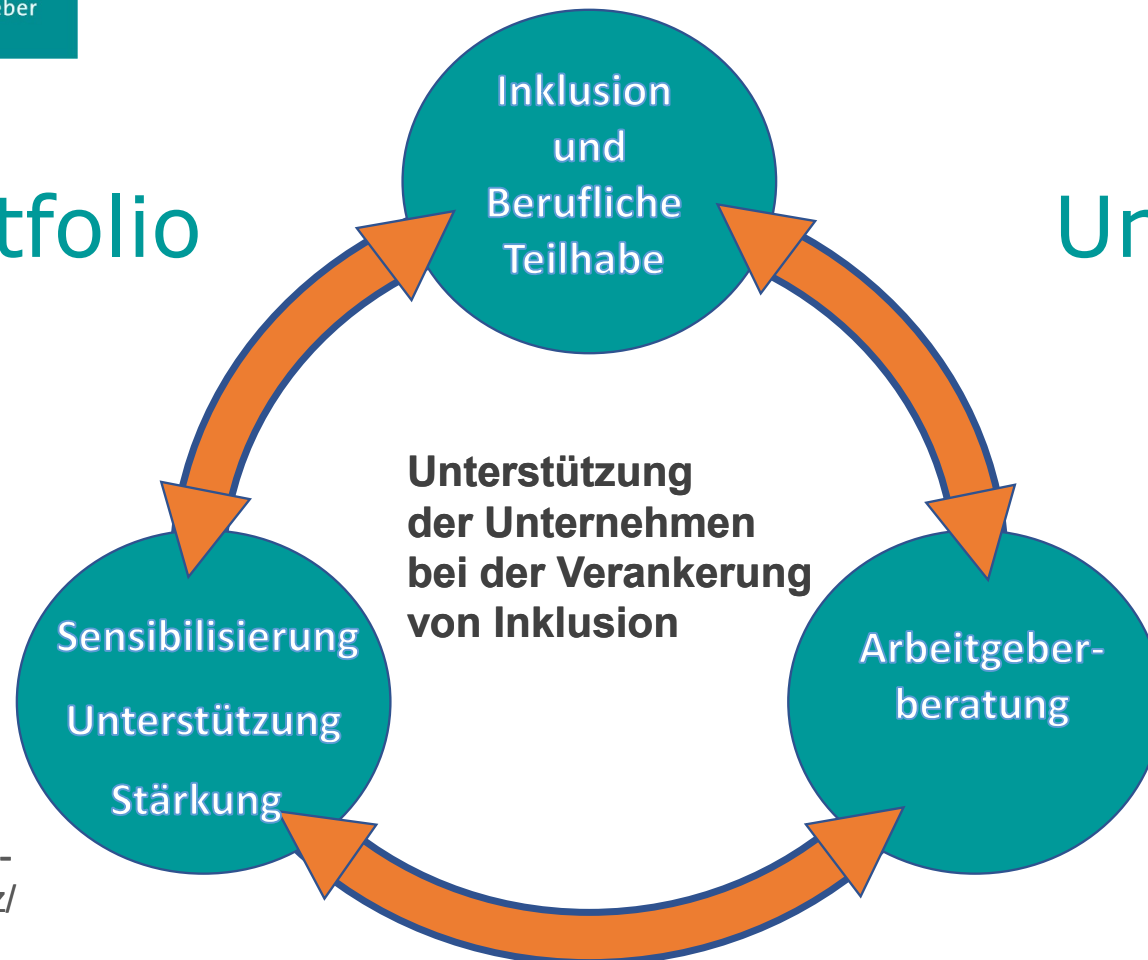 eber
Inklusion
und
Berufliche
Teilhabe
tfolio
Un
Unterstützung
der Unternehmen
bei der Verankerung
von Inklusion
Sensibilisierung
Unterstützung
Stärkung
Arbeitgeber-
beratung
-
z/